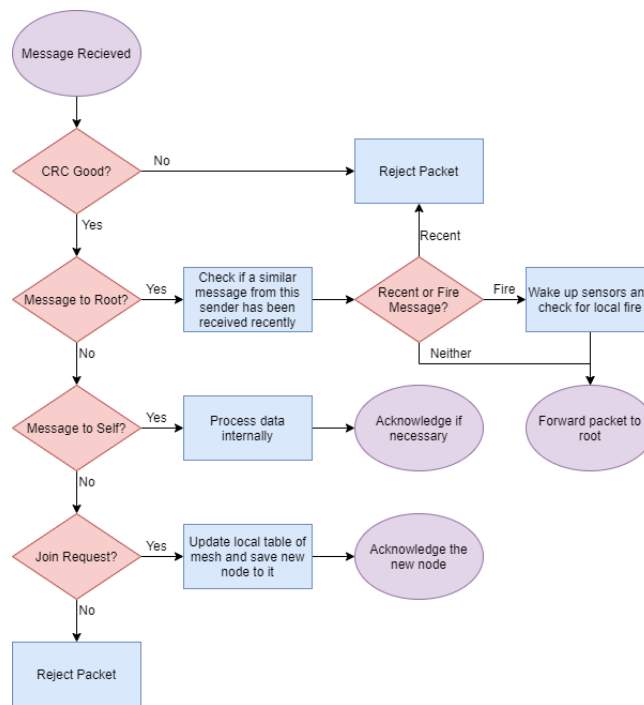 Message Recieved
CRC Good?
No
Reject Packet
Yes
Recent
Message to Root?
Yes
Check if a similar
message from this
sender has been
received recently
Recent or Fire
Message?
Fire
Wake up sensors an
check for local fire
No
Neither
Message to Self?
Yes
Process data
internally
Acknowledge if
necessary
Forward packet to
root
No
Join Request?
Yes
Update local table of
mesh and save new
node to it
Acknowledge the
new node
No
Reject Packet